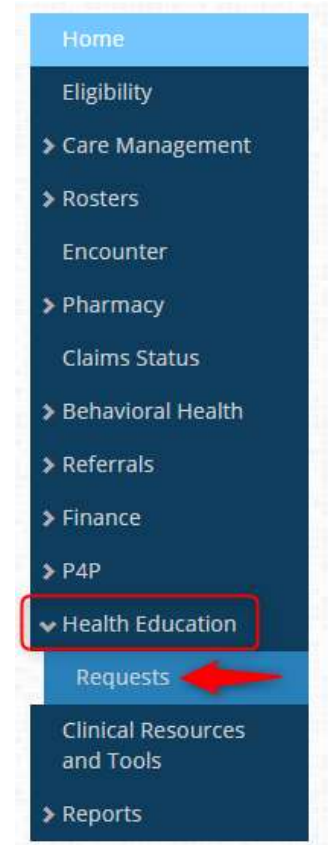 Home
Eligibility
Care Management
Rosters
Encounter
Pharmacy
Claims Status
Behavioral Health
Referrals
Finance
P4P
Health Education
Requests
Clinical Resources
and Tools
Reports